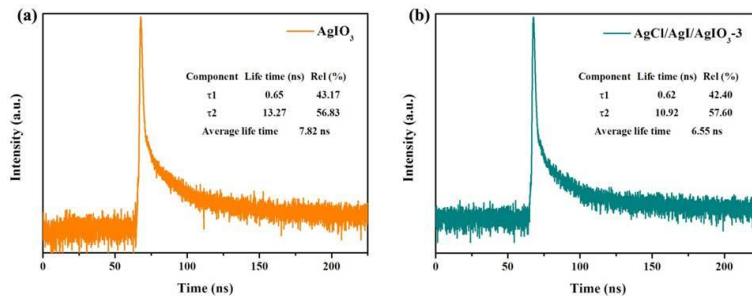 (a)
AgIO3
Component Life time (ns) Rel (%)
τ1 0.65 43.17
τ2 13.27 56.83
Average life time 7.82 ns
Intensity (a.u.)
0 50 100 150 200
Time (ns)
(b)
AgCl/AgI/AgIO3-3
Component Life time (ns) Rel (%)
τ1 0.62 42.40
τ2 10.92 57.60
Average life time 6.55 ns
Intensity (a.u.)
0 50 100 150 200
Time (ns)